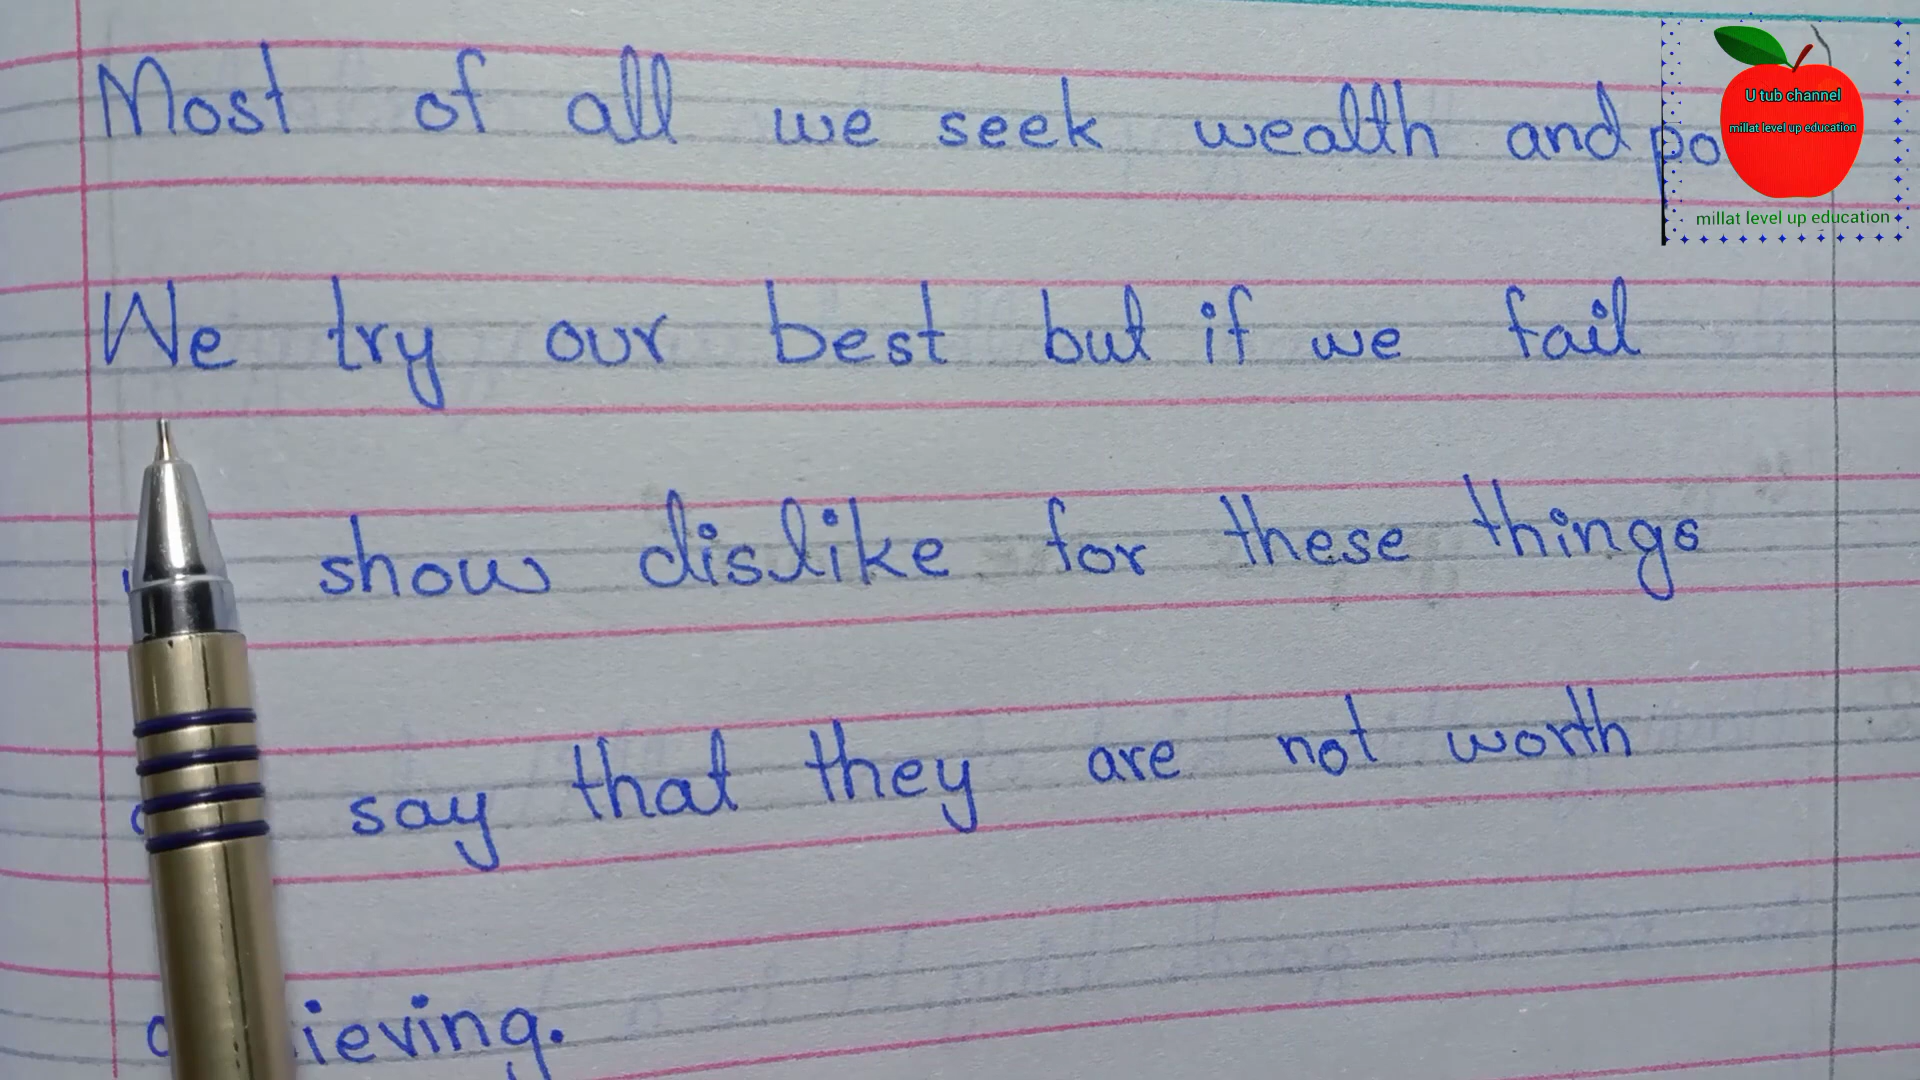 Most of all we seek wealth and po
We try our best but if we fail
show dislike for these things
say that they are not worth
ieving.
U tub channel
millat level up education
millat level up education